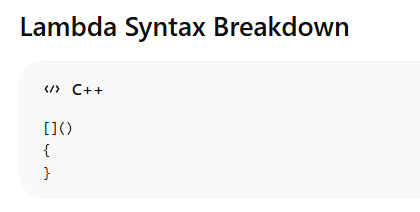 Lambda Syntax Breakdown
</> C++
[]()
{
}